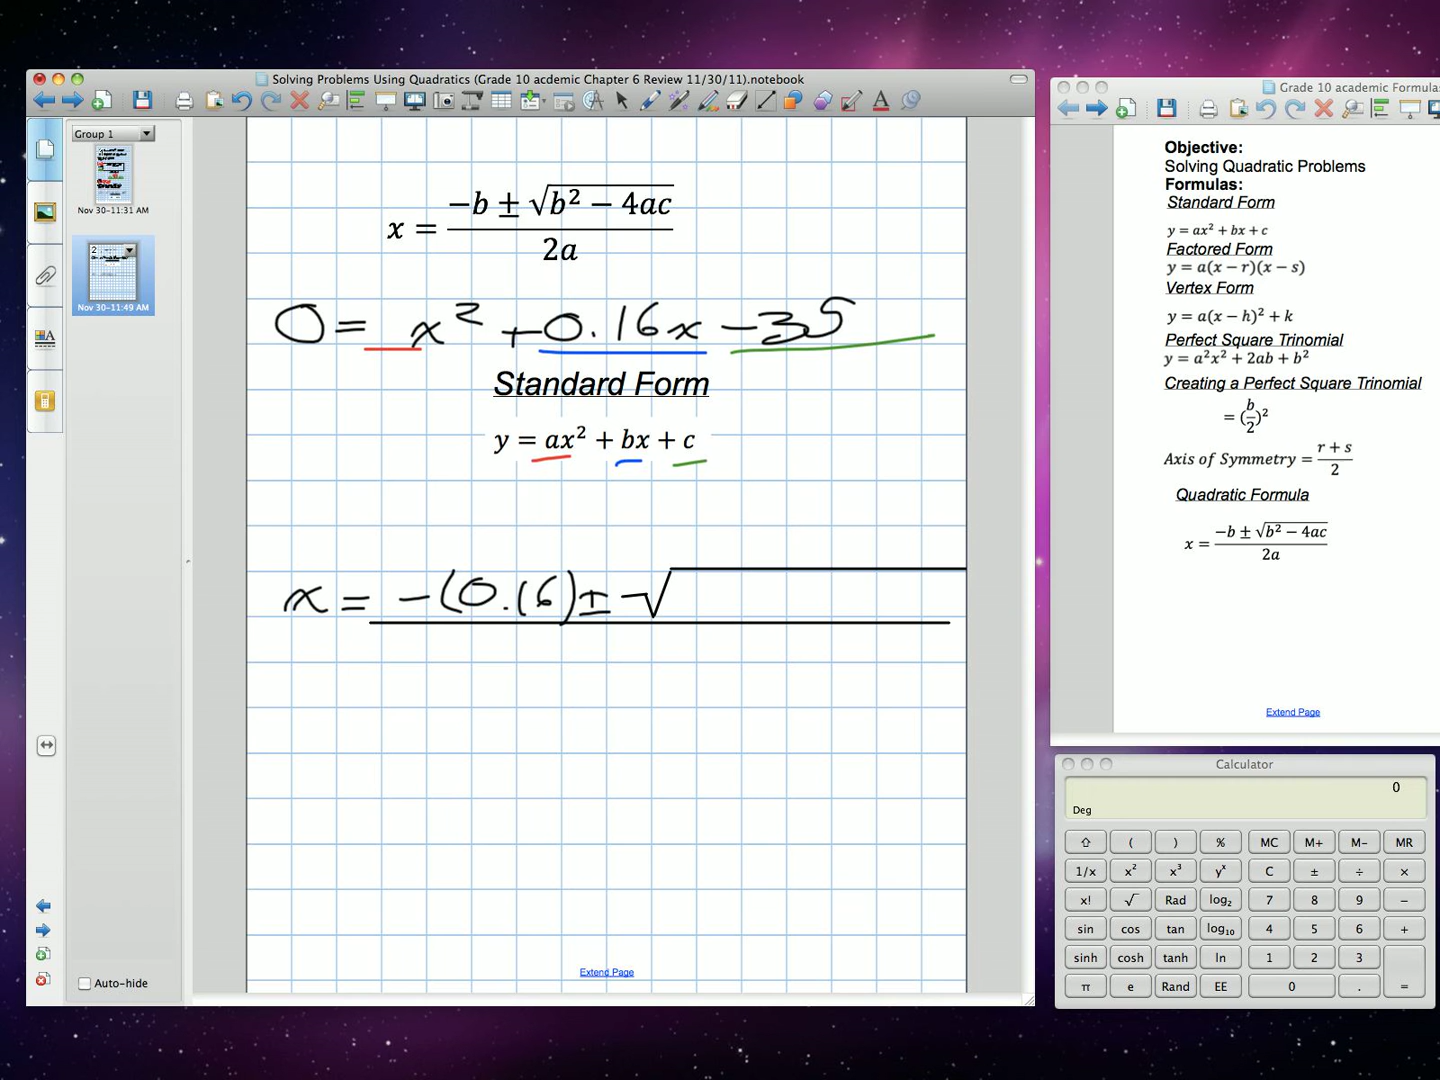 Solving Problems Using Quadratics (Grade 10 acdemic Chapter 6 Review 11/30/11).notebook
Group 1
Nov 30-11:31 AM
2
Nov 30-11:49 AM
Auto-hide
x = (−b ± √(b² − 4ac)) / 2a
0 = x² + 0.16x − 35
Standard Form
y = ax² + bx + c
x = −(0.16) ± √
Extend Page
Grade 10 academic Formula
Objective:
Solving Quadratic Problems
Formulas:
Standard Form
y = ax² + bx + c
Factored Form
y = a(x − r)(x − s)
Vertex Form
y = a(x − h)² + k
Perfect Square Trinomial
y = a²x² + 2ab + b²
Creating a Perfect Square Trinomial
= (b/2)²
Axis of Symmetry = (r + s)/2
Quadratic Formula
x = (−b ± √(b² − 4ac)) / 2a
Extend Page
Calculator
0
Deg
⇧ ( ) % MC M+ M- MR
1/x x² x³ yˣ C ± ÷ ×
x! √ Rad log₂ 7 8 9 −
sin cos tan log₁₀ 4 5 6 +
sinh cosh tanh ln 1 2 3 =
π e Rand EE 0 .